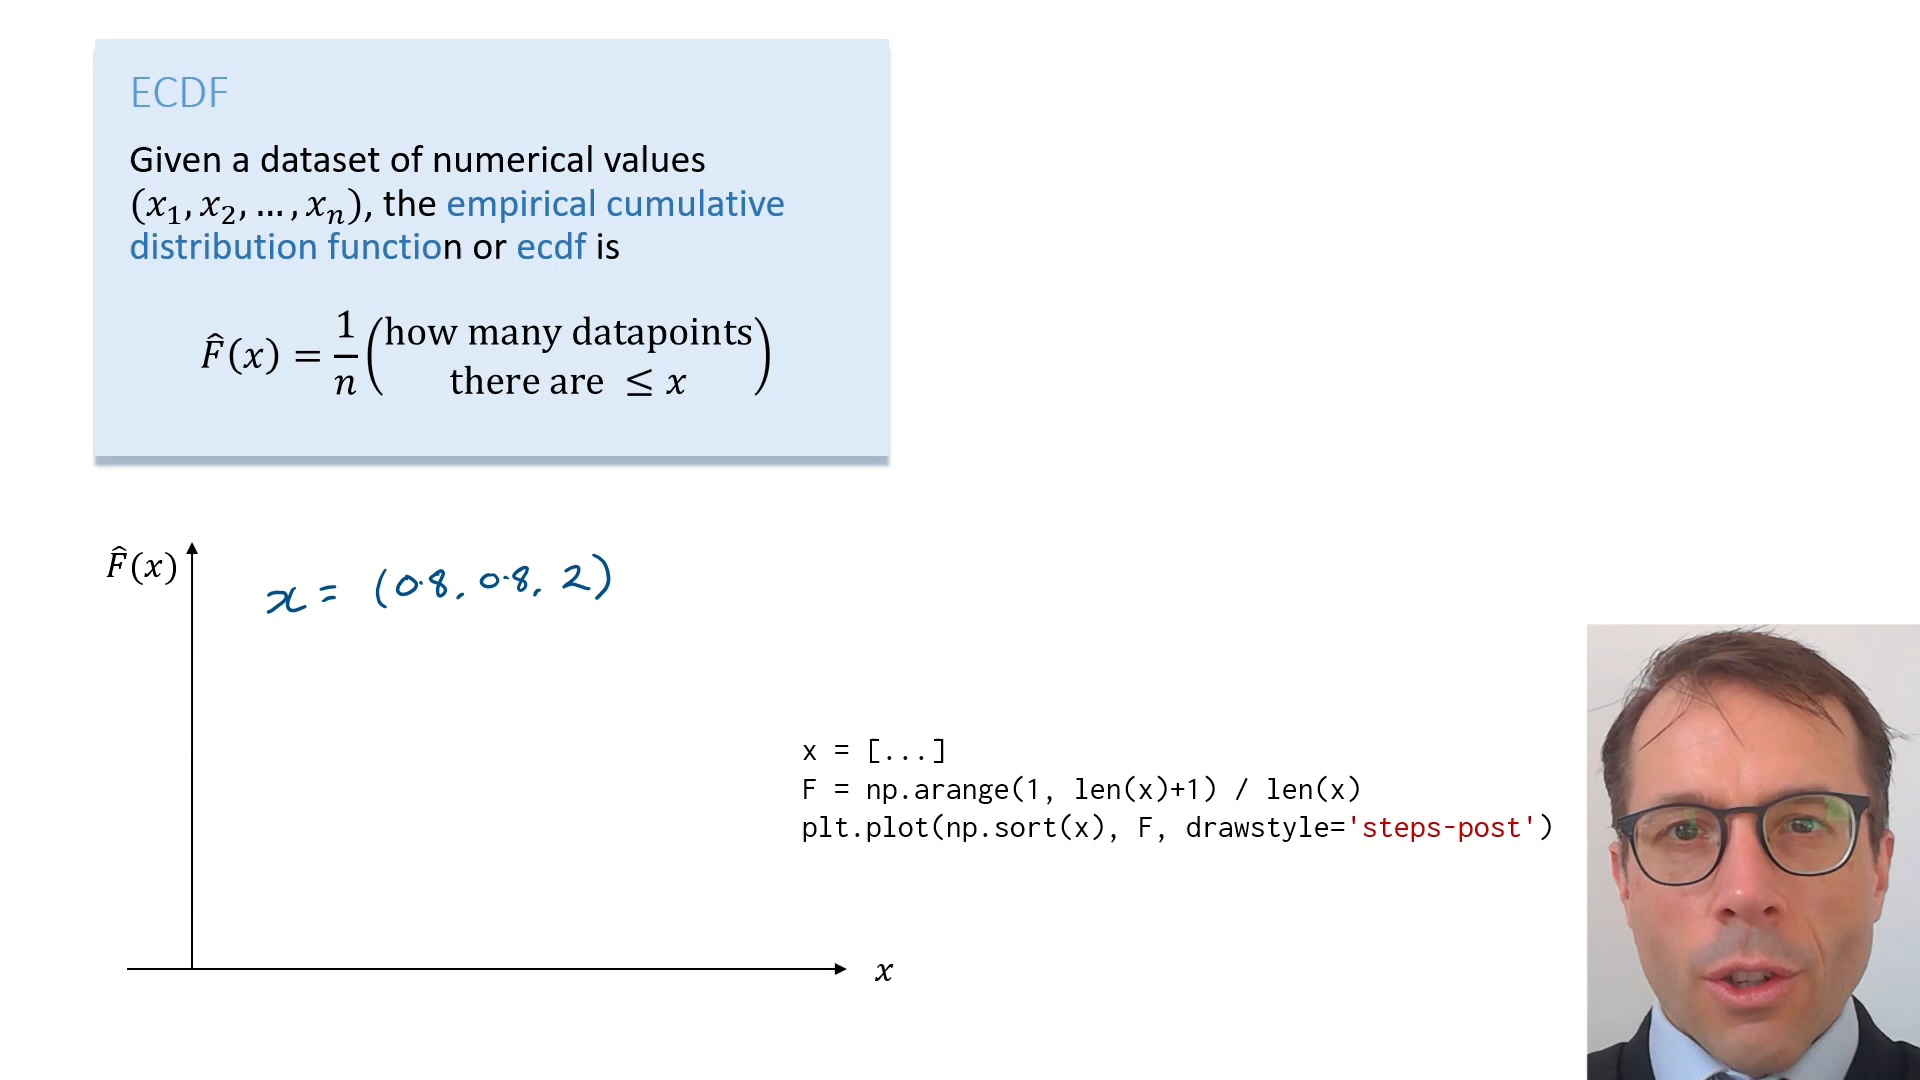 ECDF
Given a dataset of numerical values
(x₁, x₂, … , xₙ), the empirical cumulative
distribution function or ecdf is
F̂(x) = 1/n (how many datapoints
there are ≤ x)
F̂(x)
x = (0.8, 0.8, 2)
x = [...]
F = np.arange(1, len(x)+1) / len(x)
plt.plot(np.sort(x), F, drawstyle='steps-post')
x